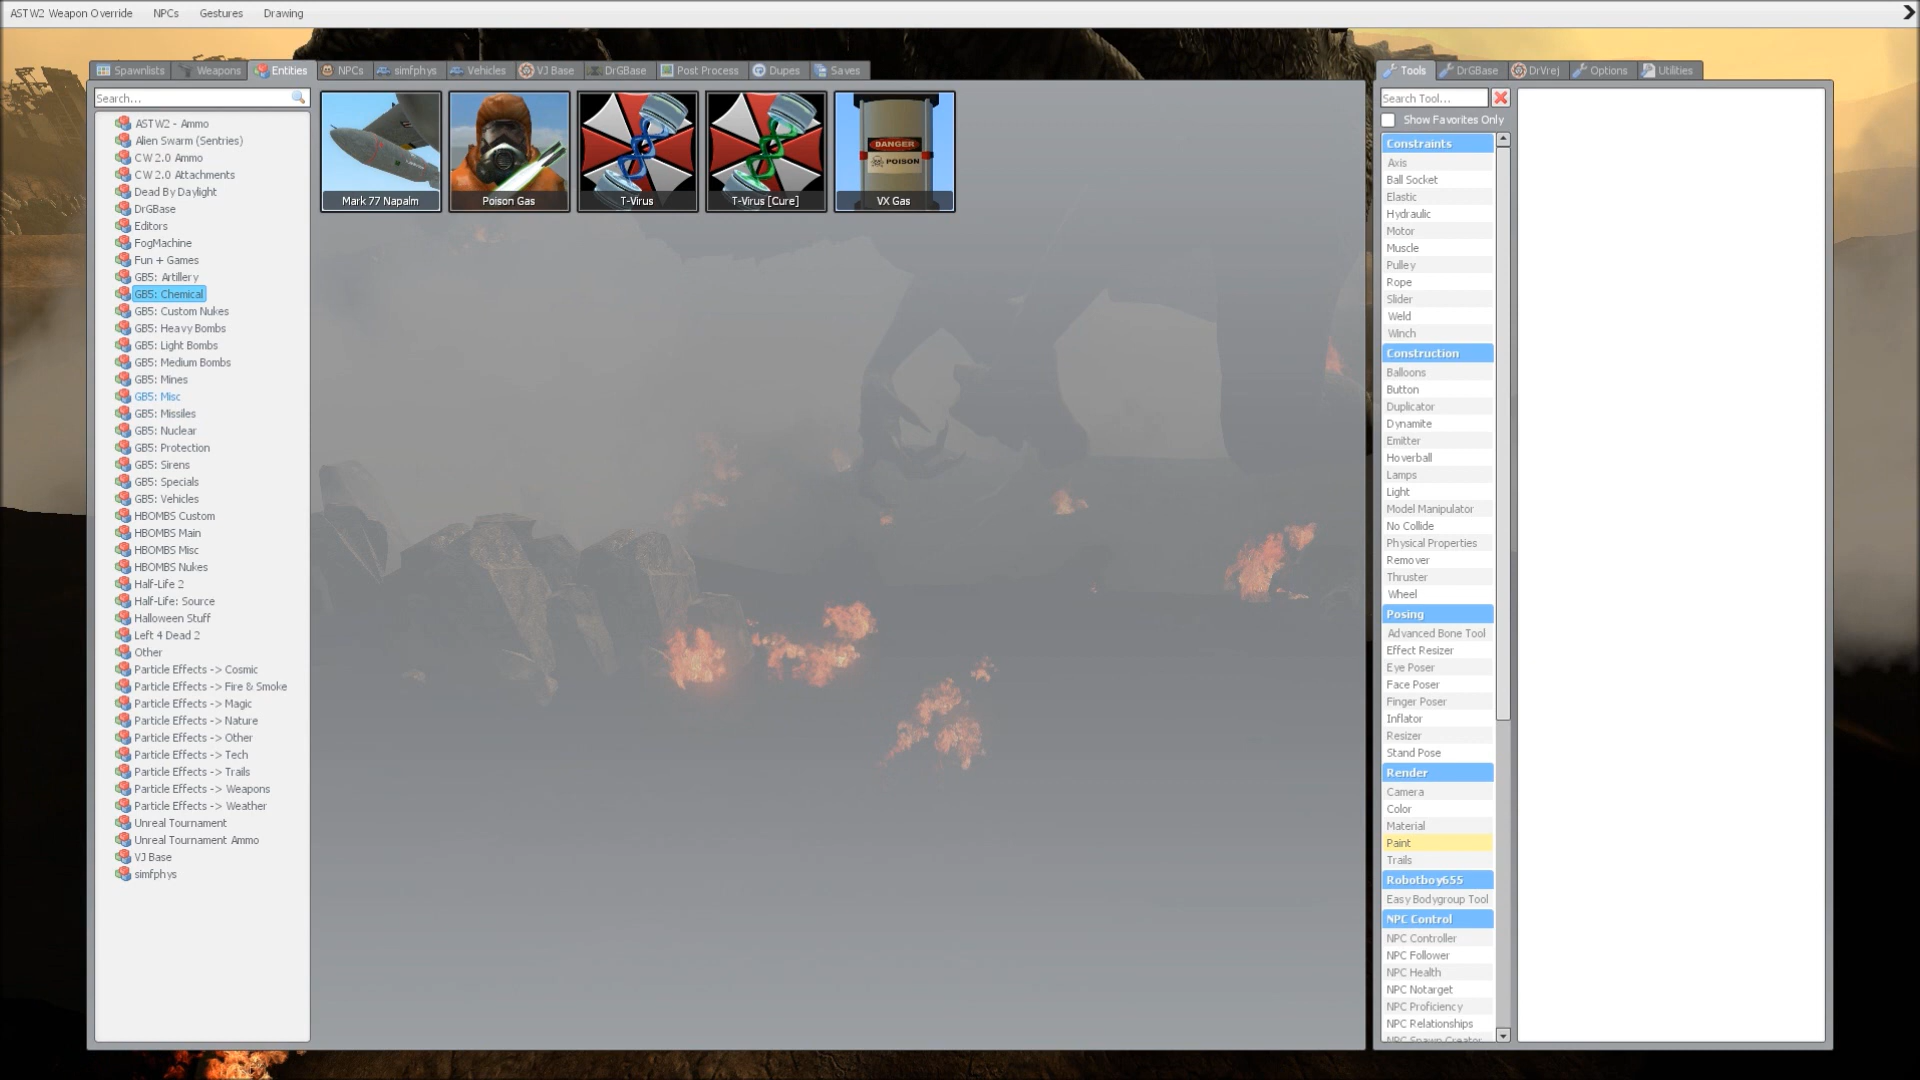 ASTW2 Weapon Override NPCs Gestures Drawing
Spawnlists Weapons Entities NPCs simfphys Vehicles VJ Base DrGBase Post Process Dupes Saves
Search...
ASTW2 - Ammo
Alien Swarm (Sentries)
CW 2.0 Ammo
CW 2.0 Attachments
Dead By Daylight
DrGBase
Editors
FogMachine
Fun + Games
GB5: Artillery
GB5: Chemical
GB5: Custom Nukes
GB5: Heavy Bombs
GB5: Light Bombs
GB5: Medium Bombs
GB5: Mines
GB5: Misc
GB5: Missiles
GB5: Nuclear
GB5: Protection
GB5: Sirens
GB5: Specials
GB5: Vehicles
HBOMBS Custom
HBOMBS Main
HBOMBS Misc
HBOMBS Nukes
Half-Life 2
Half-Life: Source
Halloween Stuff
Left 4 Dead 2
Other
Particle Effects -> Cosmic
Particle Effects -> Fire & Smoke
Particle Effects -> Magic
Particle Effects -> Nature
Particle Effects -> Other
Particle Effects -> Tech
Particle Effects -> Trails
Particle Effects -> Weapons
Particle Effects -> Weather
Unreal Tournament
Unreal Tournament Ammo
VJ Base
simfphys
DANGER
POISON
Mark 77 Napalm Poison Gas T-Virus T-Virus [Cure] VX Gas
Tools DrGBase DrVrej Options Utilities
Search Tool...
Show Favorites Only
Constraints
Axis
Ball Socket
Elastic
Hydraulic
Motor
Muscle
Pulley
Rope
Slider
Weld
Winch
Construction
Balloons
Button
Duplicator
Dynamite
Emitter
Hoverball
Lamps
Light
Model Manipulator
No Collide
Physical Properties
Remover
Thruster
Wheel
Posing
Advanced Bone Tool
Effect Resizer
Eye Poser
Face Poser
Finger Poser
Inflator
Resizer
Stand Pose
Render
Camera
Color
Material
Paint
Trails
Robotboy655
Easy Bodygroup Tool
NPC Control
NPC Controller
NPC Follower
NPC Health
NPC Notarget
NPC Proficiency
NPC Relationships
NPC Spawn Creator